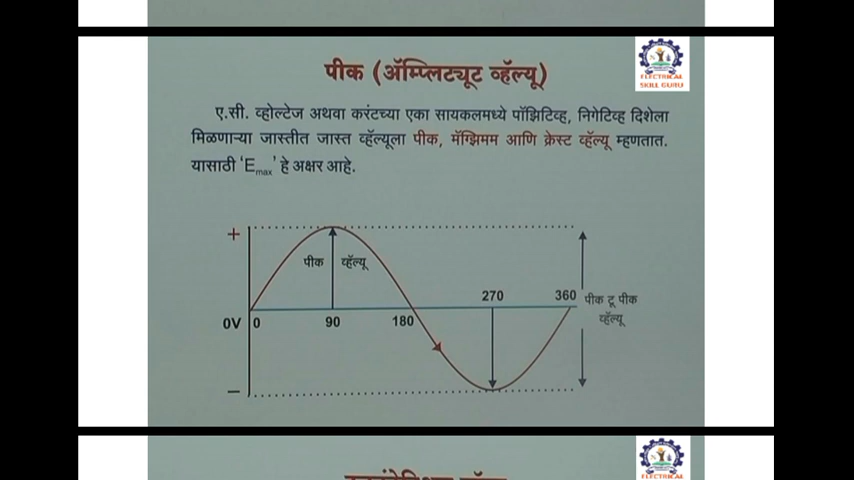 पीक (ॲम्प्लिट्यूट व्हॅल्यू)
ELECTRICAL
SKILL GURU
ए.सी. व्होल्टेज अथवा करंटच्या एका सायकलमध्ये पॉझिटिव्ह, निगेटिव्ह दिशेला
मिळणाऱ्या जास्तीत जास्त व्हॅल्यूला पीक, मॅग्झिमम आणि क्रेस्ट व्हॅल्यू म्हणतात.
यासाठी 'Emax' हे अक्षर आहे.
+
पीक व्हॅल्यू
270 360 पीक टू पीक
0V 0 90 180 व्हॅल्यू
−
ELECTRICAL